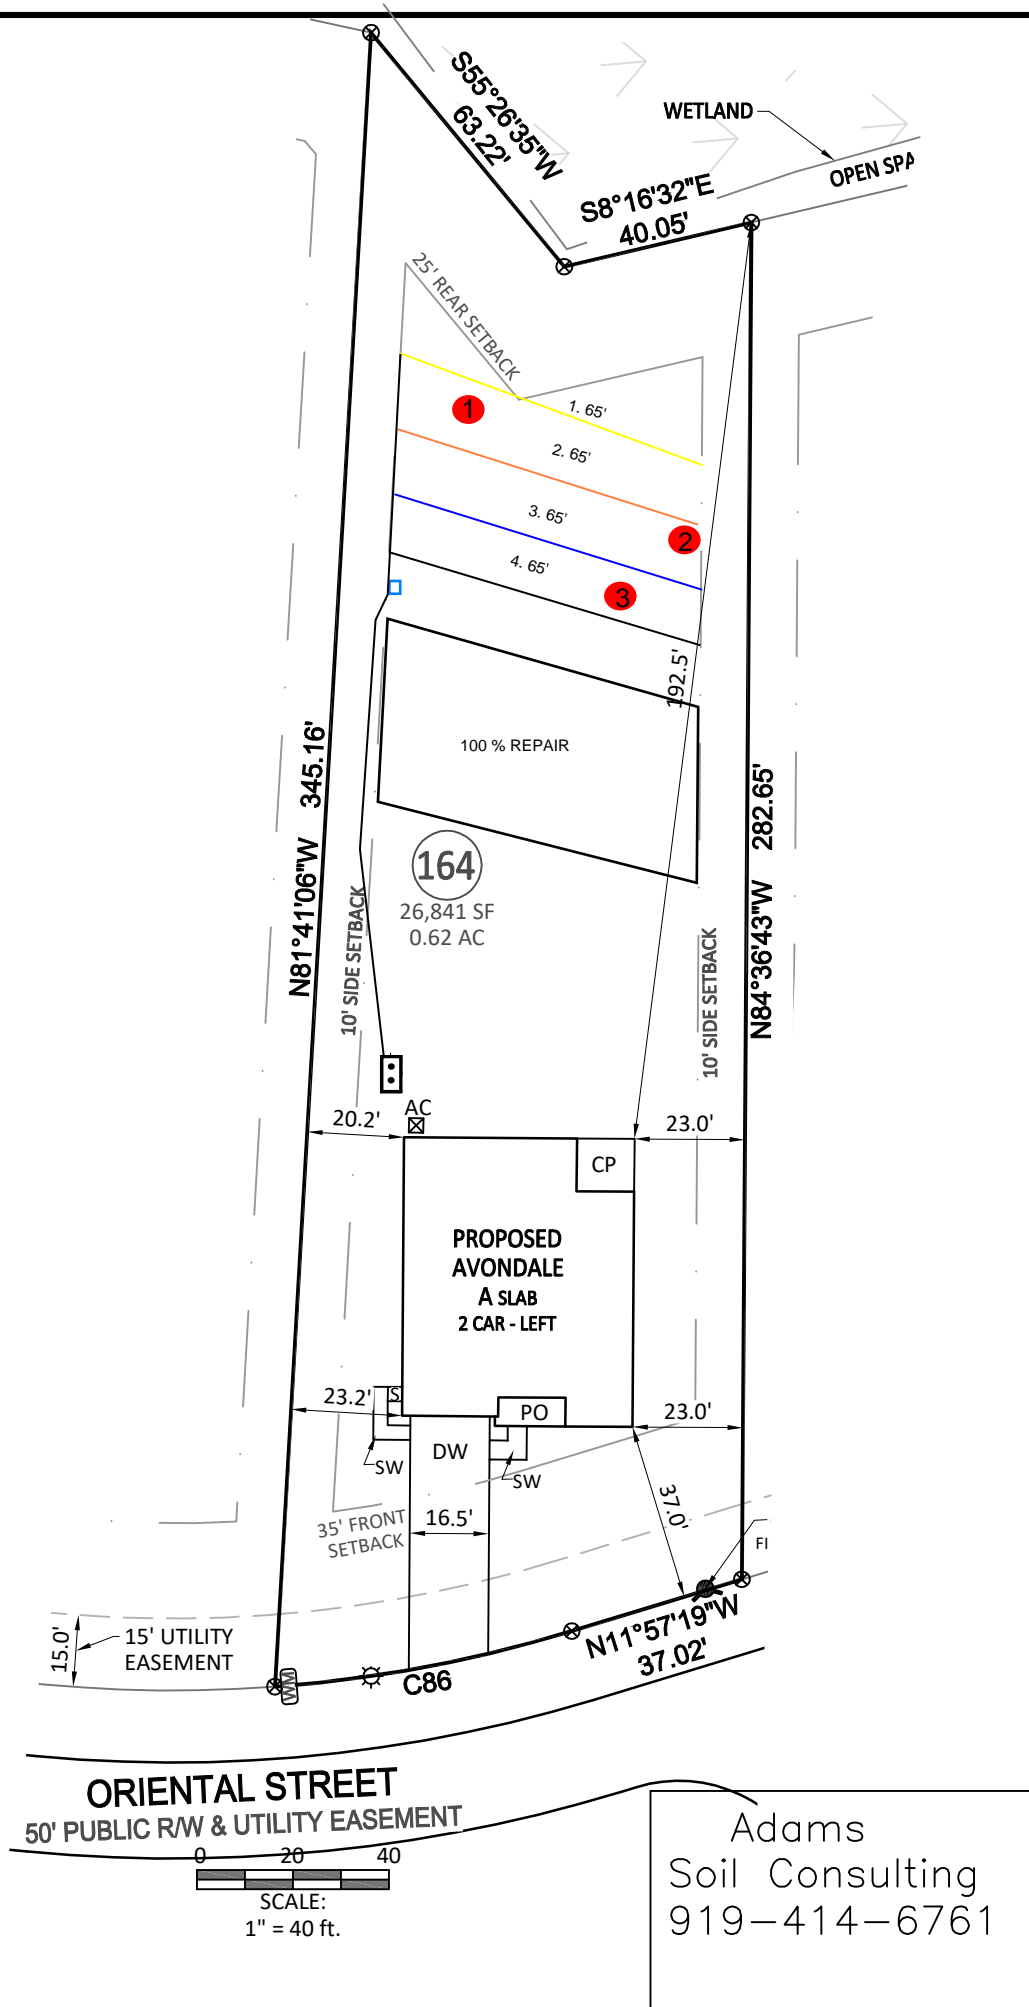 S55°26'35"W
63.22'
WETLAND
OPEN SPA
S8°16'32"E
40.05'
25' REAR SETBACK
1
1. 65'
2. 65'
3. 65'
2
4. 65'
3
192.5'
100 % REPAIR
N81°41'06"W 345.16'
N84°36'43"W 282.65'
164
26,841 SF
0.62 AC
10' SIDE SETBACK
10' SIDE SETBACK
AC
20.2'
23.0'
CP
PROPOSED
AVONDALE
A SLAB
2 CAR - LEFT
23.2'
S
PO
23.0'
DW
SW
SW
37.0'
35' FRONT
SETBACK
16.5'
FI
15.0'
15' UTILITY
EASEMENT
N11°57'19"W
37.02'
WM
C86
ORIENTAL STREET
50' PUBLIC R/W & UTILITY EASEMENT
0 20 40
SCALE:
1" = 40 ft.
Adams
Soil Consulting
919-414-6761